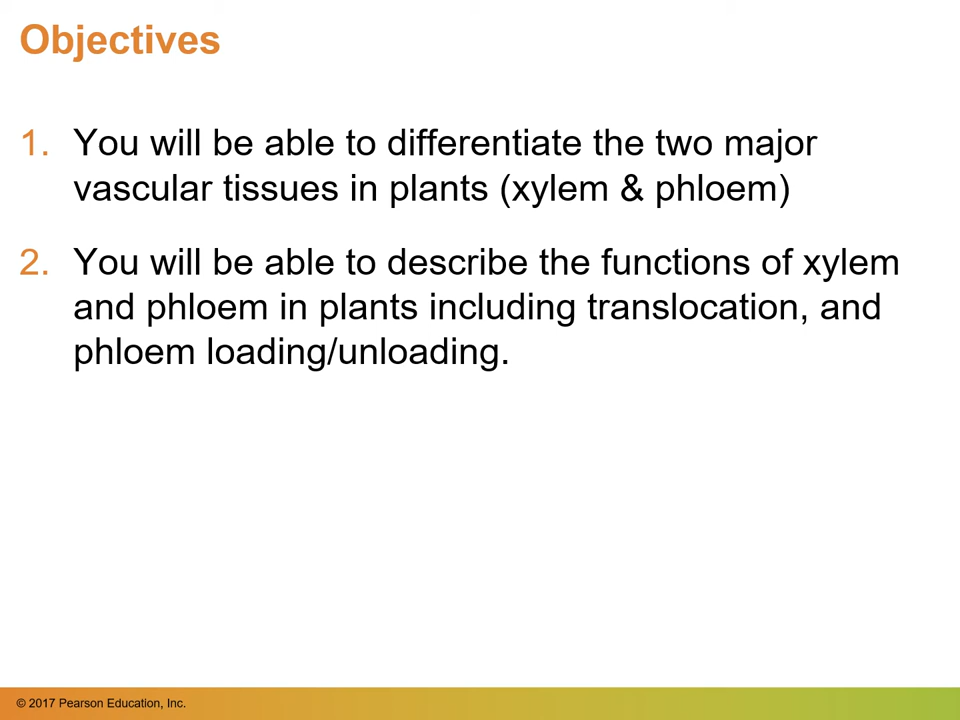 Objectives
1. You will be able to differentiate the two major
vascular tissues in plants (xylem & phloem)
2. You will be able to describe the functions of xylem
and phloem in plants including translocation, and
phloem loading/unloading.
© 2017 Pearson Education, Inc.